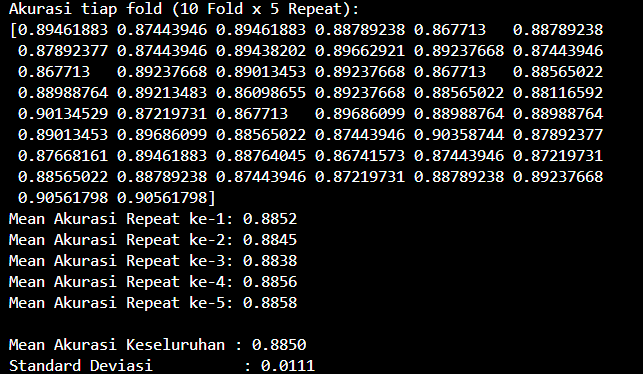 Akurasi tiap fold (10 Fold x 5 Repeat):
[0.89461883 0.87443946 0.89461883 0.88789238 0.867713   0.88789238
 0.87892377 0.87443946 0.89438202 0.89662921 0.89237668 0.87443946
 0.867713   0.89237668 0.89013453 0.89237668 0.867713   0.88565022
 0.88988764 0.89213483 0.86098655 0.89237668 0.88565022 0.88116592
 0.90134529 0.87219731 0.867713   0.89686099 0.88988764 0.88988764
 0.89013453 0.89686099 0.88565022 0.87443946 0.90358744 0.87892377
 0.87668161 0.89461883 0.88764045 0.86741573 0.87443946 0.87219731
 0.88565022 0.88789238 0.87443946 0.87219731 0.88789238 0.89237668
 0.90561798 0.90561798]
Mean Akurasi Repeat ke-1: 0.8852
Mean Akurasi Repeat ke-2: 0.8845
Mean Akurasi Repeat ke-3: 0.8838
Mean Akurasi Repeat ke-4: 0.8856
Mean Akurasi Repeat ke-5: 0.8858
Mean Akurasi Keseluruhan : 0.8850
Standard Deviasi         : 0.0111